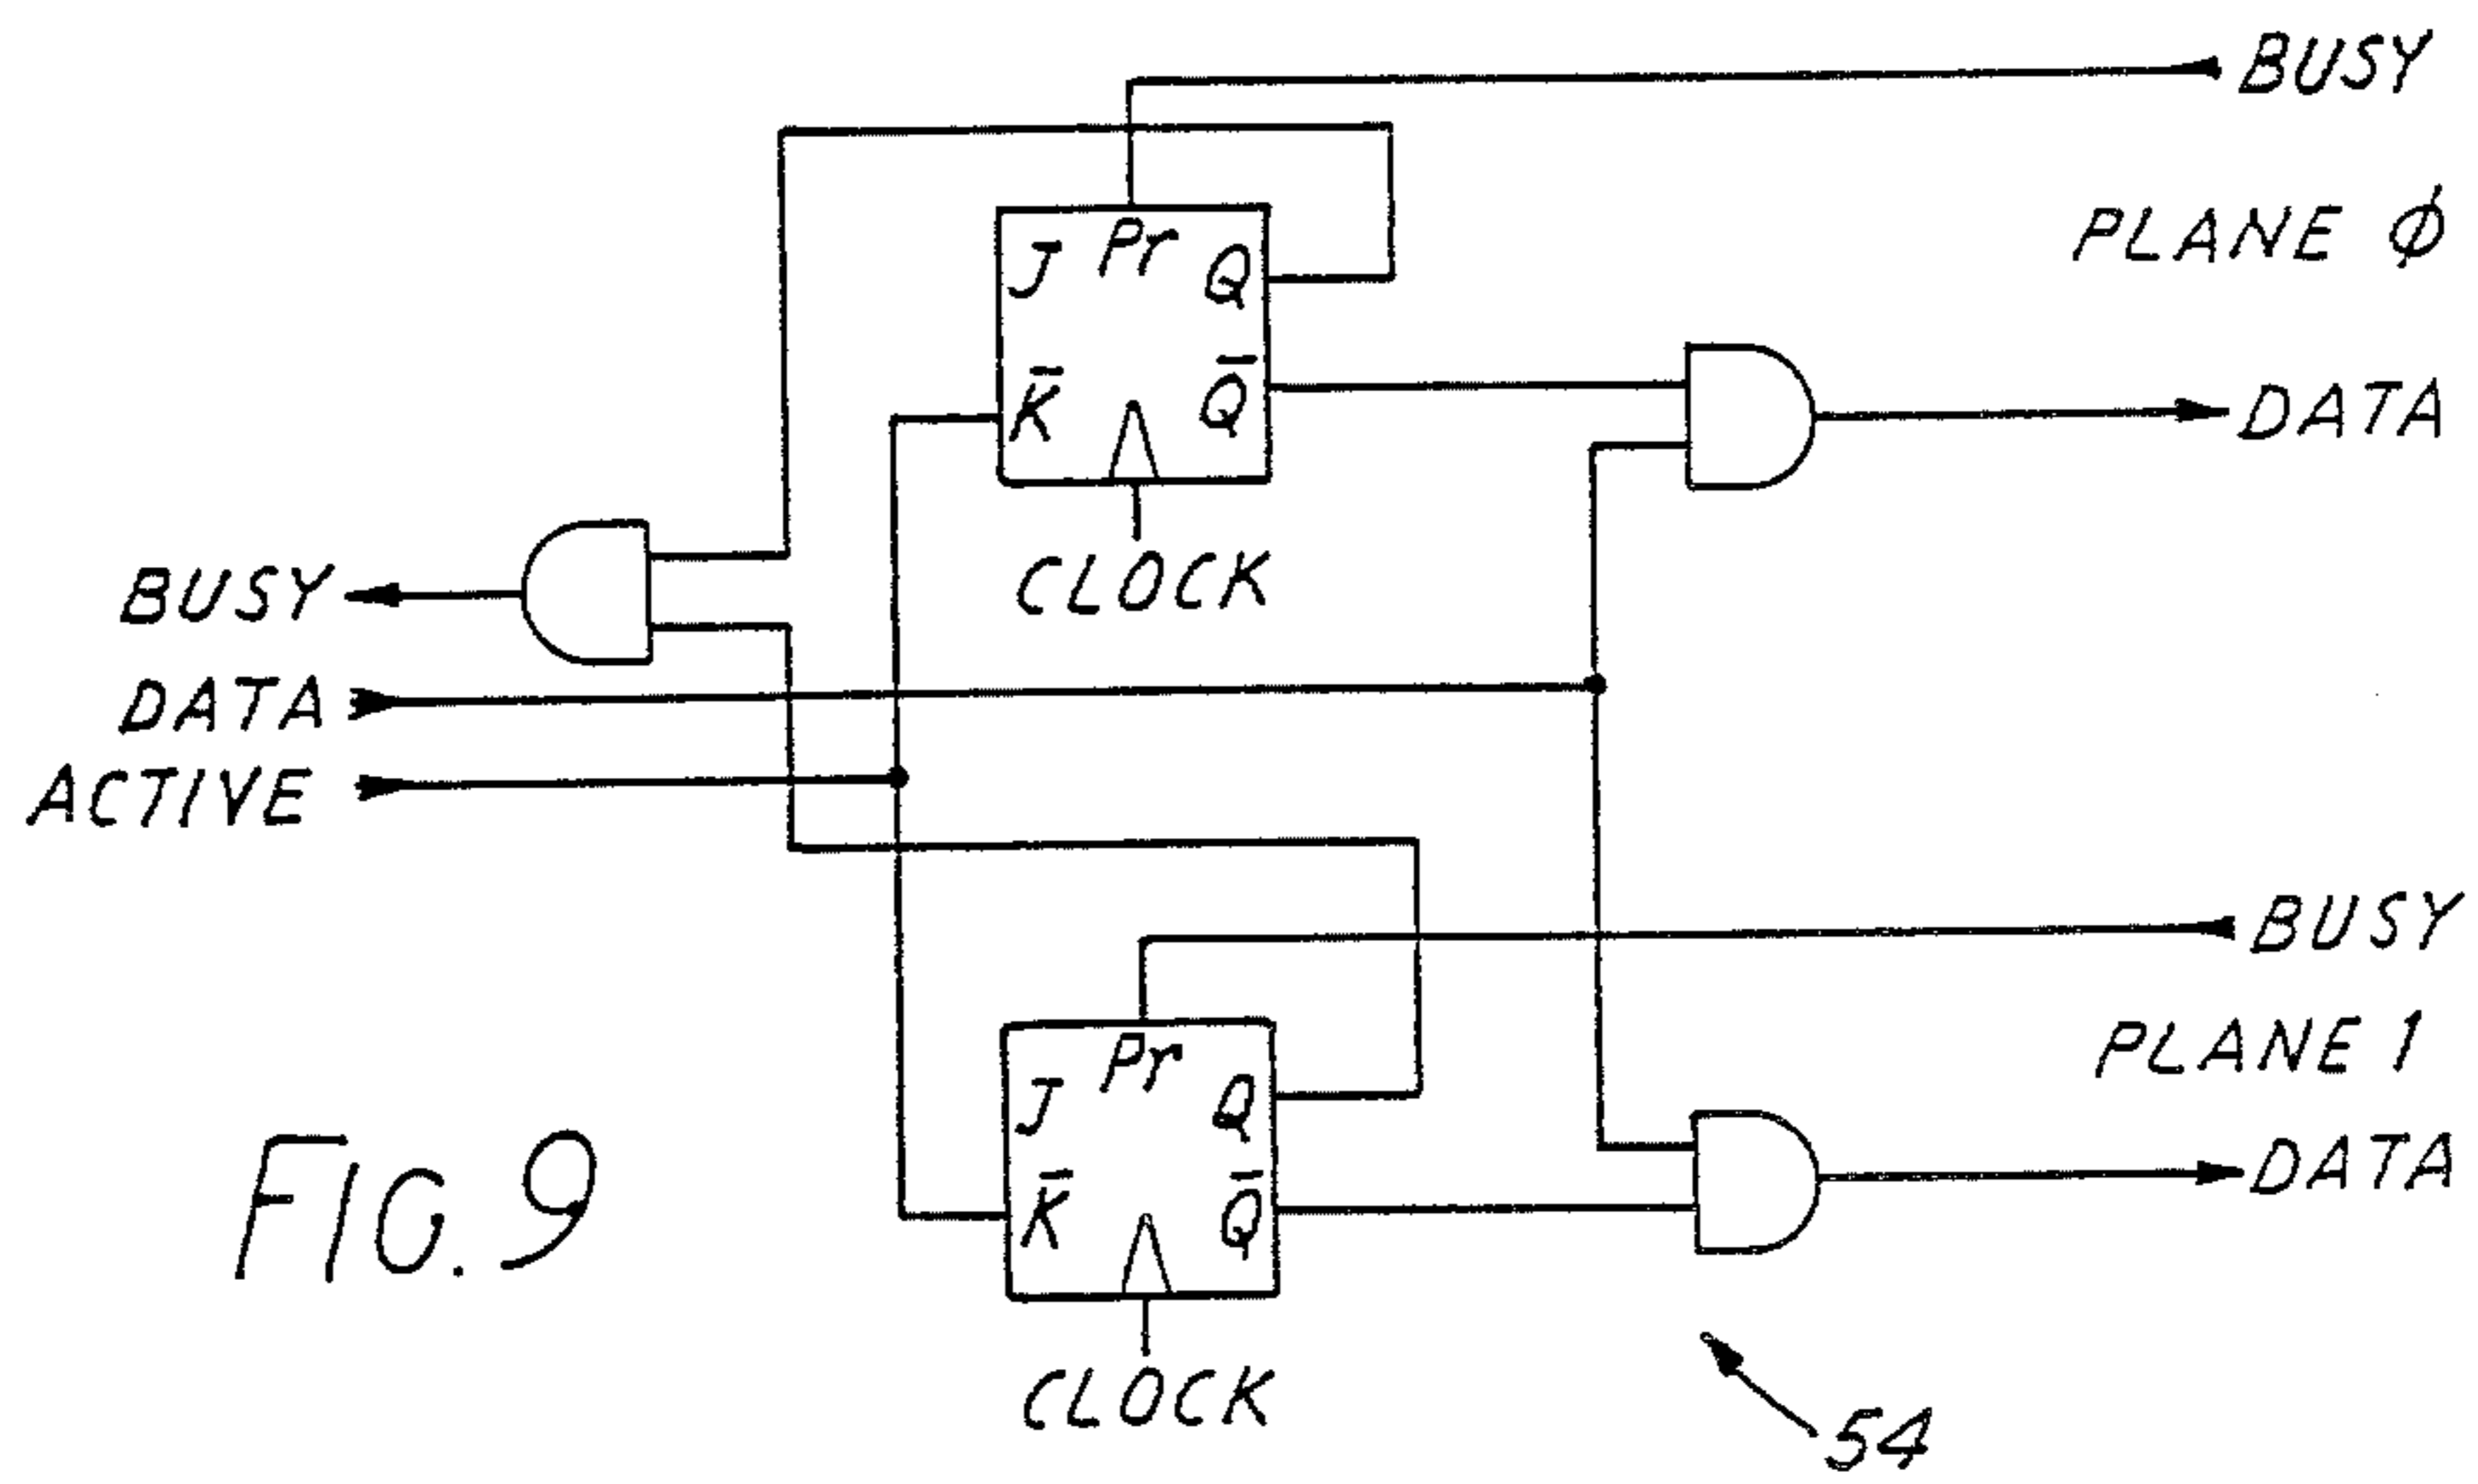 BUSY
PLANE Ø
J Pr Q
K̅ Q̅
DATA
CLOCK
BUSY
DATA
ACTIVE
BUSY
PLANE 1
J Pr Q
K̅ Q̅
DATA
CLOCK
FIG. 9
54